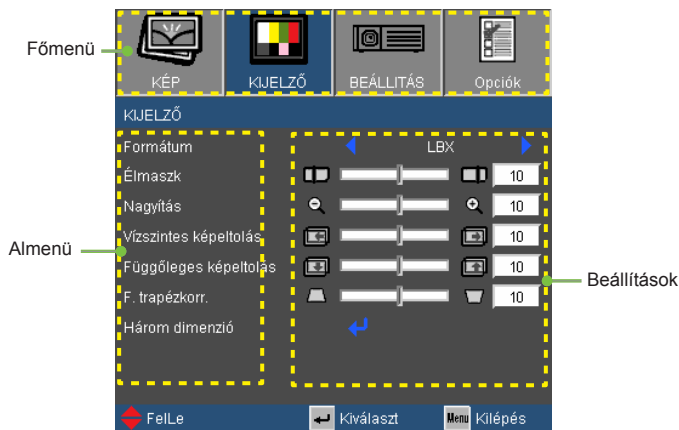 Főmenü
KÉP KIJELZŐ BEÁLLITÁS Opciók
KIJELZŐ
Formátum LBX
Élmaszk 10
Nagyítás 10
Vízszintes képeltolás 10
Almenü
Függőleges képeltolás 10
Beállítások
F. trapézkorr. 10
Három dimenzió
FelLe Kiválaszt Menu Kilépés